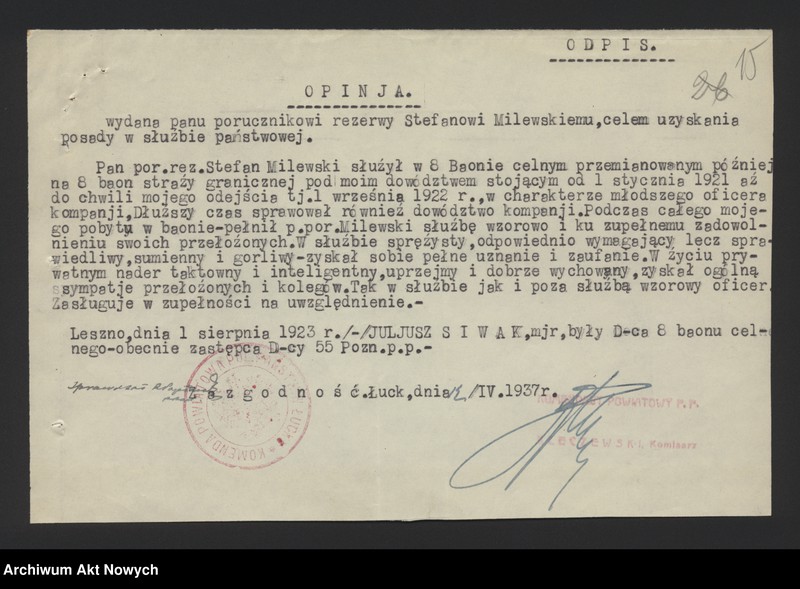 O D P I S.
26 15
O P I N J A.
wydana panu porucznikowi rezerwy Stefanowi Milewskiemu,celem uzyskania
posady w służbie państwowej.
Pan por.rez.Stefan Milewski służył w 8 Baonie celnym przemianowanym później
na 8 baon straży granicznej pod moim dowództwem stojącym od 1 stycznia 1921 aż
do chwili mojego odejścia tj.1 września 1922 r.,w charakterze młodszego oficera
kompanji,Dłuższy czas sprawował również dowództwo kompanji.Podczas całego moje-
go pobytu w baonie-pełnił p.por.Milewski służbę wzorowo i ku zupełnemu zadowol-
nieniu swoich przełożonych.W służbie sprężysty,odpowiednio wymagający lecz spra-
wiedliwy,sumienny i gorliwy-zyskał sobie pełne uznanie i zaufanie.W życiu pry-
watnym nader taktowny i inteligentny,uprzejmy i dobrze wychowany,zyskał ogólną
ssympatje przełożonych i kolegów.Tak w służbie jak i poza służbą wzorowy oficer.
Zasługuje w zupełności na uwzględnienie.-
Leszno,dnia 1 sierpnia 1923 r./-/JULJUSZ S I W A K,mjr,były D-ca 8 baonu cel-
nego-obecnie zastępca D-cy 55 Pozn.p.p.-
Z a z g o d n o ś ć.Łuck,dnia /IV.1937r.
POWIATOWY P.P.
Komisarz
KOMENDA POWIATOWA
Archiwum Akt Nowych